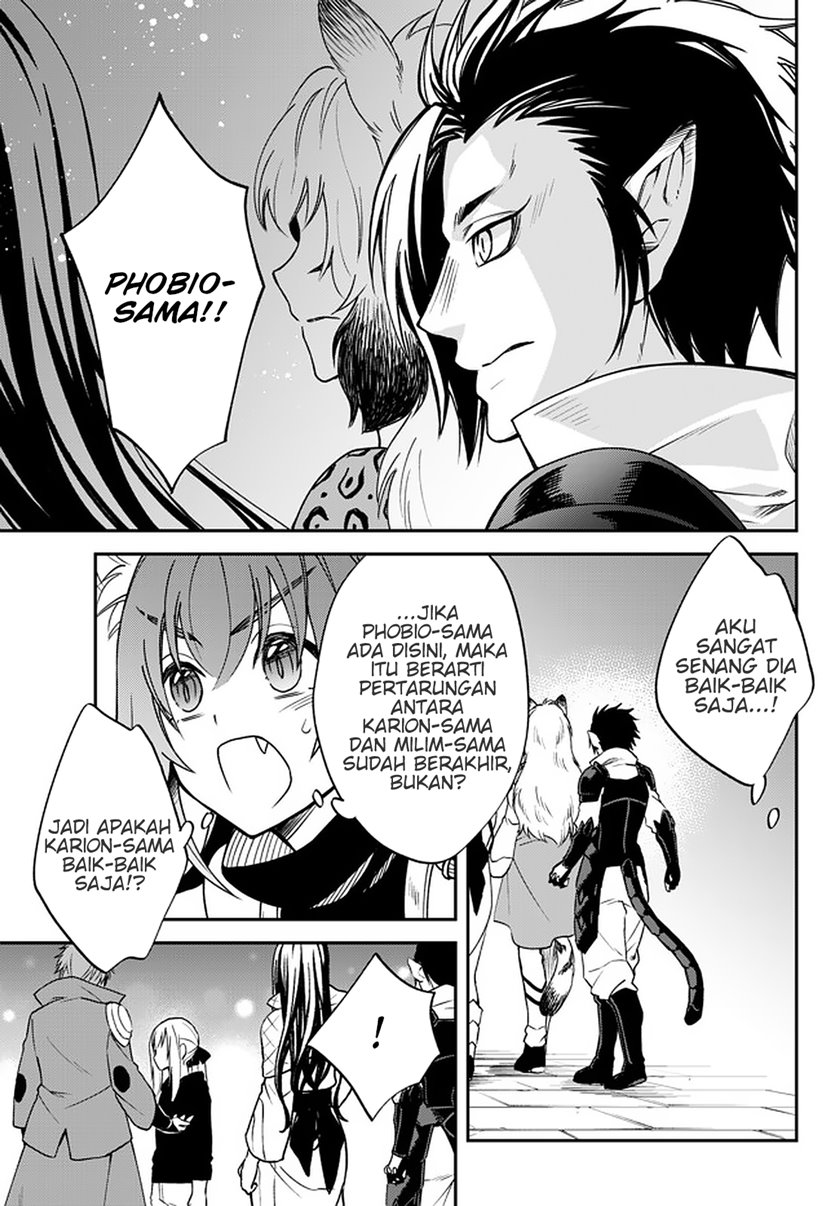 PHOBIO-
SAMA!!
AKU
SANGAT
SENANG DIA
BAIK-BAIK
SAJA...!
...JIKA
PHOBIO-SAMA
ADA DISINI, MAKA
ITU BERARTI
PERTARUNGAN
ANTARA
KARION-SAMA
DAN MILIM-SAMA
SUDAH BERAKHIR,
BUKAN?
JADI APAKAH
KARION-SAMA
BAIK-BAIK
SAJA!?
!